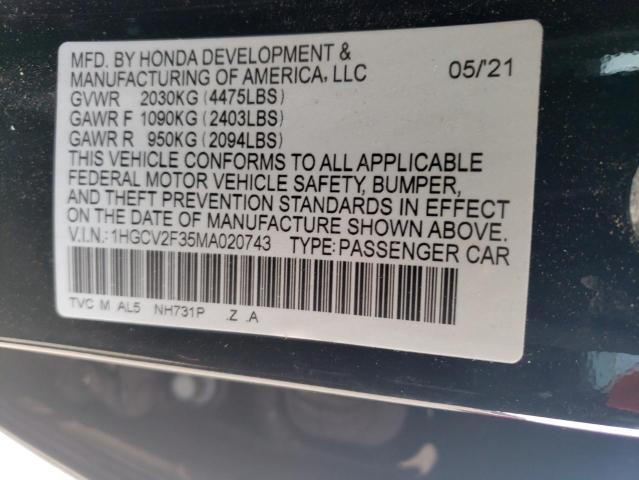 MFD. BY HONDA DEVELOPMENT &
MANUFACTURING OF AMERICA, LLC 05/'21
GVWR 2030KG (4475LBS)
GAWR F 1090KG (2403LBS)
GAWR R 950KG (2094LBS)
THIS VEHICLE CONFORMS TO ALL APPLICABLE
FEDERAL MOTOR VEHICLE SAFETY, BUMPER,
AND THEFT PREVENTION STANDARDS IN EFFECT
ON THE DATE OF MANUFACTURE SHOWN ABOVE.
V.I.N.: 1HGCV2F35MA020743 TYPE: PASSENGER CAR
TVC M AL5 NH731P .Z .A